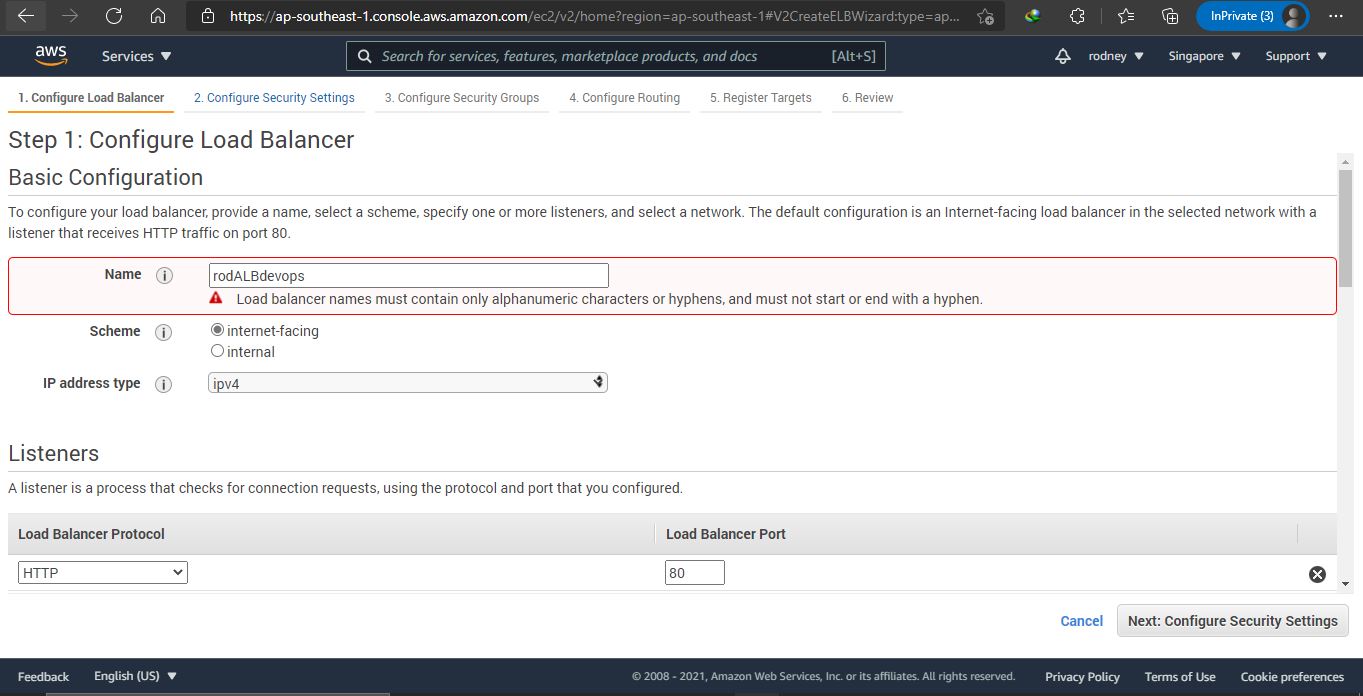 https://ap-southeast-1.console.aws.amazon.com/ec2/v2/home?region=ap-southeast-1#V2CreateELBWizard:type=ap...
InPrivate (3)
aws
Services
Search for services, features, marketplace products, and docs
[Alt+S]
rodney
Singapore
Support
1. Configure Load Balancer
2. Configure Security Settings
3. Configure Security Groups
4. Configure Routing
5. Register Targets
6. Review
Step 1: Configure Load Balancer
Basic Configuration
To configure your load balancer, provide a name, select a scheme, specify one or more listeners, and select a network. The default configuration is an Internet-facing load balancer in the selected network with a
listener that receives HTTP traffic on port 80.
Name
rodALBdevops
Load balancer names must contain only alphanumeric characters or hyphens, and must not start or end with a hyphen.
Scheme
internet-facing
internal
IP address type
ipv4
Listeners
A listener is a process that checks for connection requests, using the protocol and port that you configured.
Load Balancer Protocol
Load Balancer Port
HTTP
80
Cancel
Next: Configure Security Settings
Feedback
English (US)
© 2008 - 2021, Amazon Web Services, Inc. or its affiliates. All rights reserved.
Privacy Policy
Terms of Use
Cookie preferences